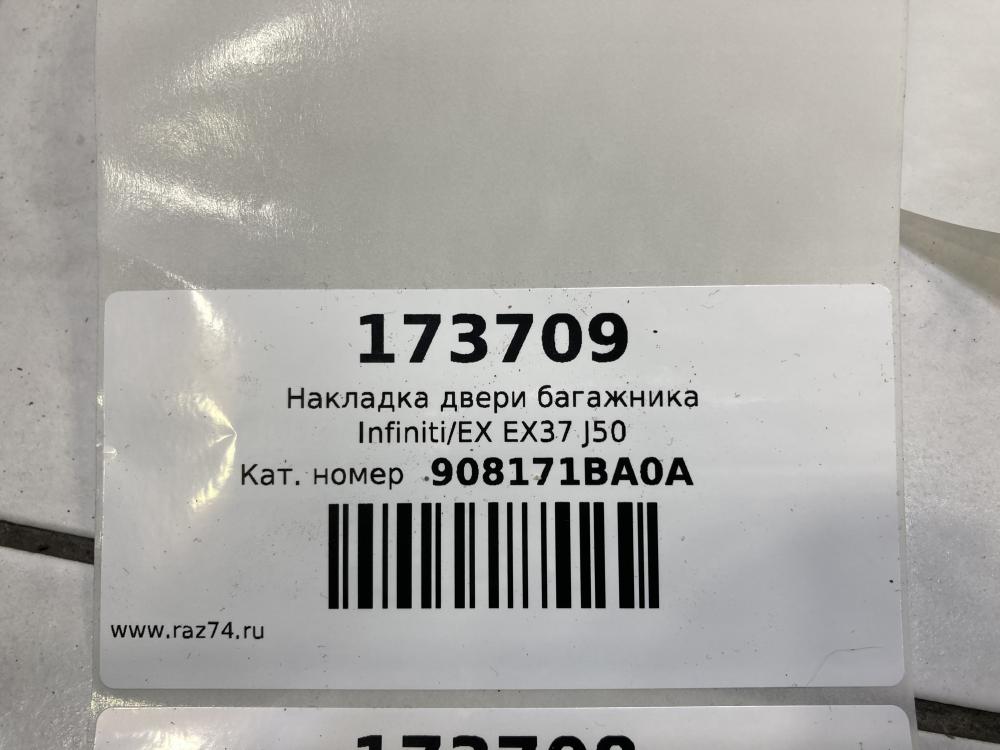 173709
Накладка двери багажника
Infiniti/EX EX37 J50
Кат. номер 908171BA0A
www.raz74.ru